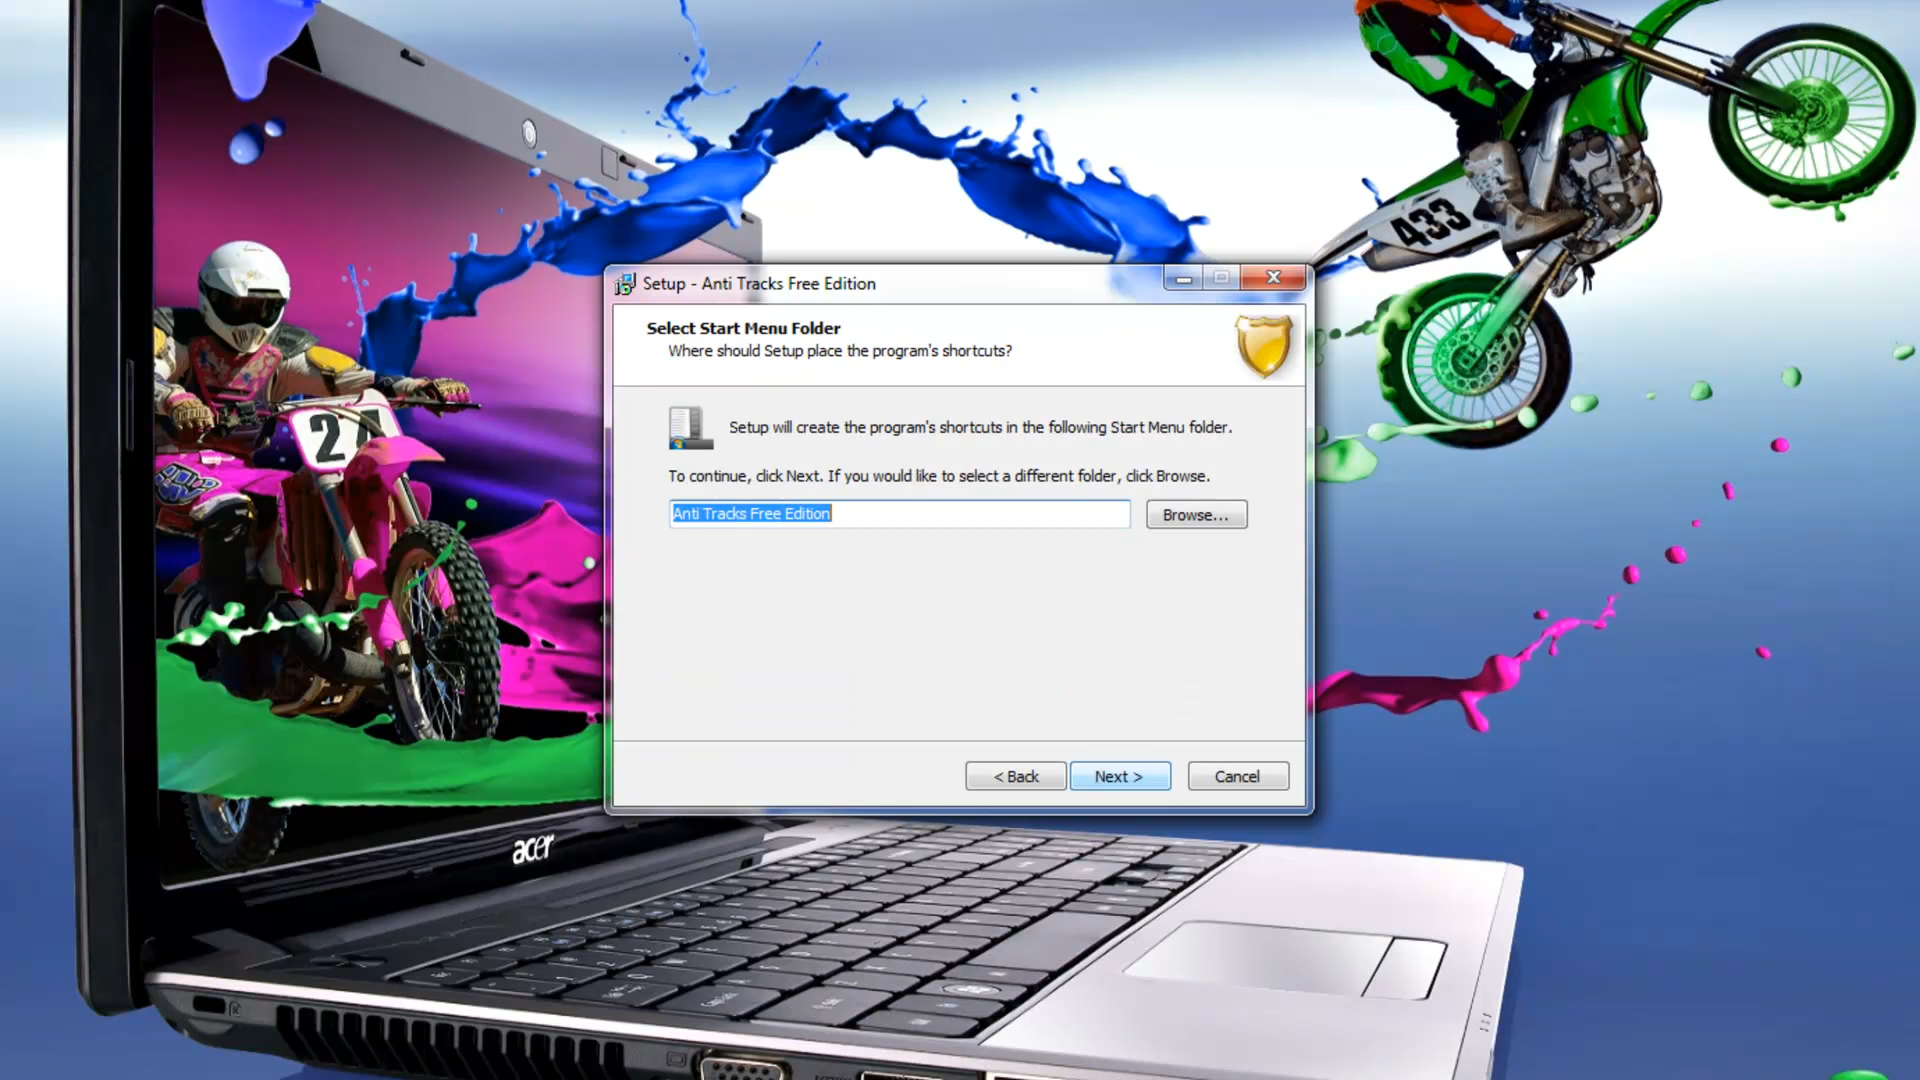 433
Setup - Anti Tracks Free Edition
Select Start Menu Folder
Where should Setup place the program's shortcuts?
Setup will create the program's shortcuts in the following Start Menu folder.
To continue, click Next. If you would like to select a different folder, click Browse.
Anti Tracks Free Edition
Browse...
< Back
Next >
Cancel
acer